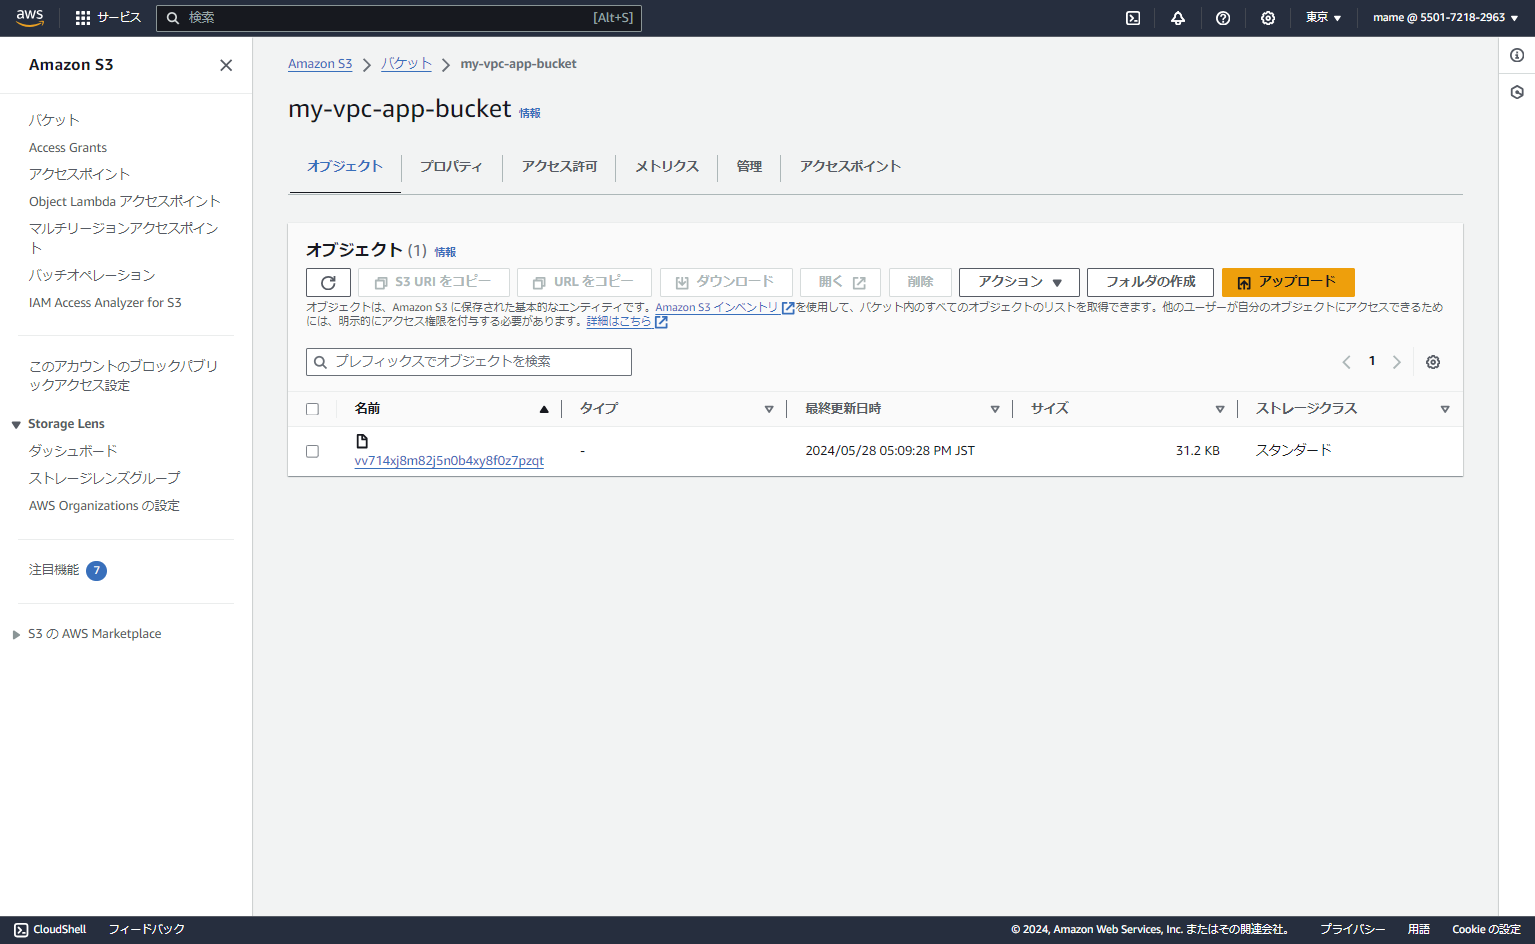 aws
サービス
検索
[Alt+S]
東京
mame @ 5501-7218-2963
Amazon S3
バケット
Access Grants
アクセスポイント
Object Lambda アクセスポイント
マルチリージョンアクセスポイン
ト
バッチオペレーション
IAM Access Analyzer for S3
このアカウントのブロックパブリ
ックアクセス設定
Storage Lens
ダッシュボード
ストレージレンズグループ
AWS Organizations の設定
注目機能 7
S3 の AWS Marketplace
Amazon S3 バケット my-vpc-app-bucket
my-vpc-app-bucket 情報
オブジェクト プロパティ アクセス許可 メトリクス 管理 アクセスポイント
オブジェクト (1) 情報
S3 URI をコピー URL をコピー ダウンロード 開く 削除 アクション フォルダの作成 アップロード
オブジェクトは、Amazon S3 に保存された基本的なエンティティです。Amazon S3 インベントリ を使用して、バケット内のすべてのオブジェクトのリストを取得できます。他のユーザーが自分のオブジェクトにアクセスできるため
には、明示的にアクセス権限を付与する必要があります。詳細はこちら
プレフィックスでオブジェクトを検索
1
名前 タイプ 最終更新日時 サイズ ストレージクラス
vv714xj8m82j5n0b4xy8f0z7pzqt - 2024/05/28 05:09:28 PM JST 31.2 KB スタンダード
CloudShell フィードバック © 2024, Amazon Web Services, Inc. またはその関連会社。 プライバシー 用語 Cookie の設定